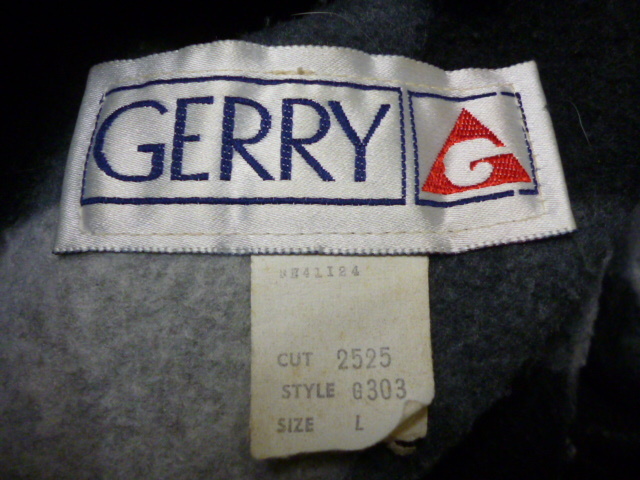 GERRY G
CUT 2525
STYLE G303
SIZE L